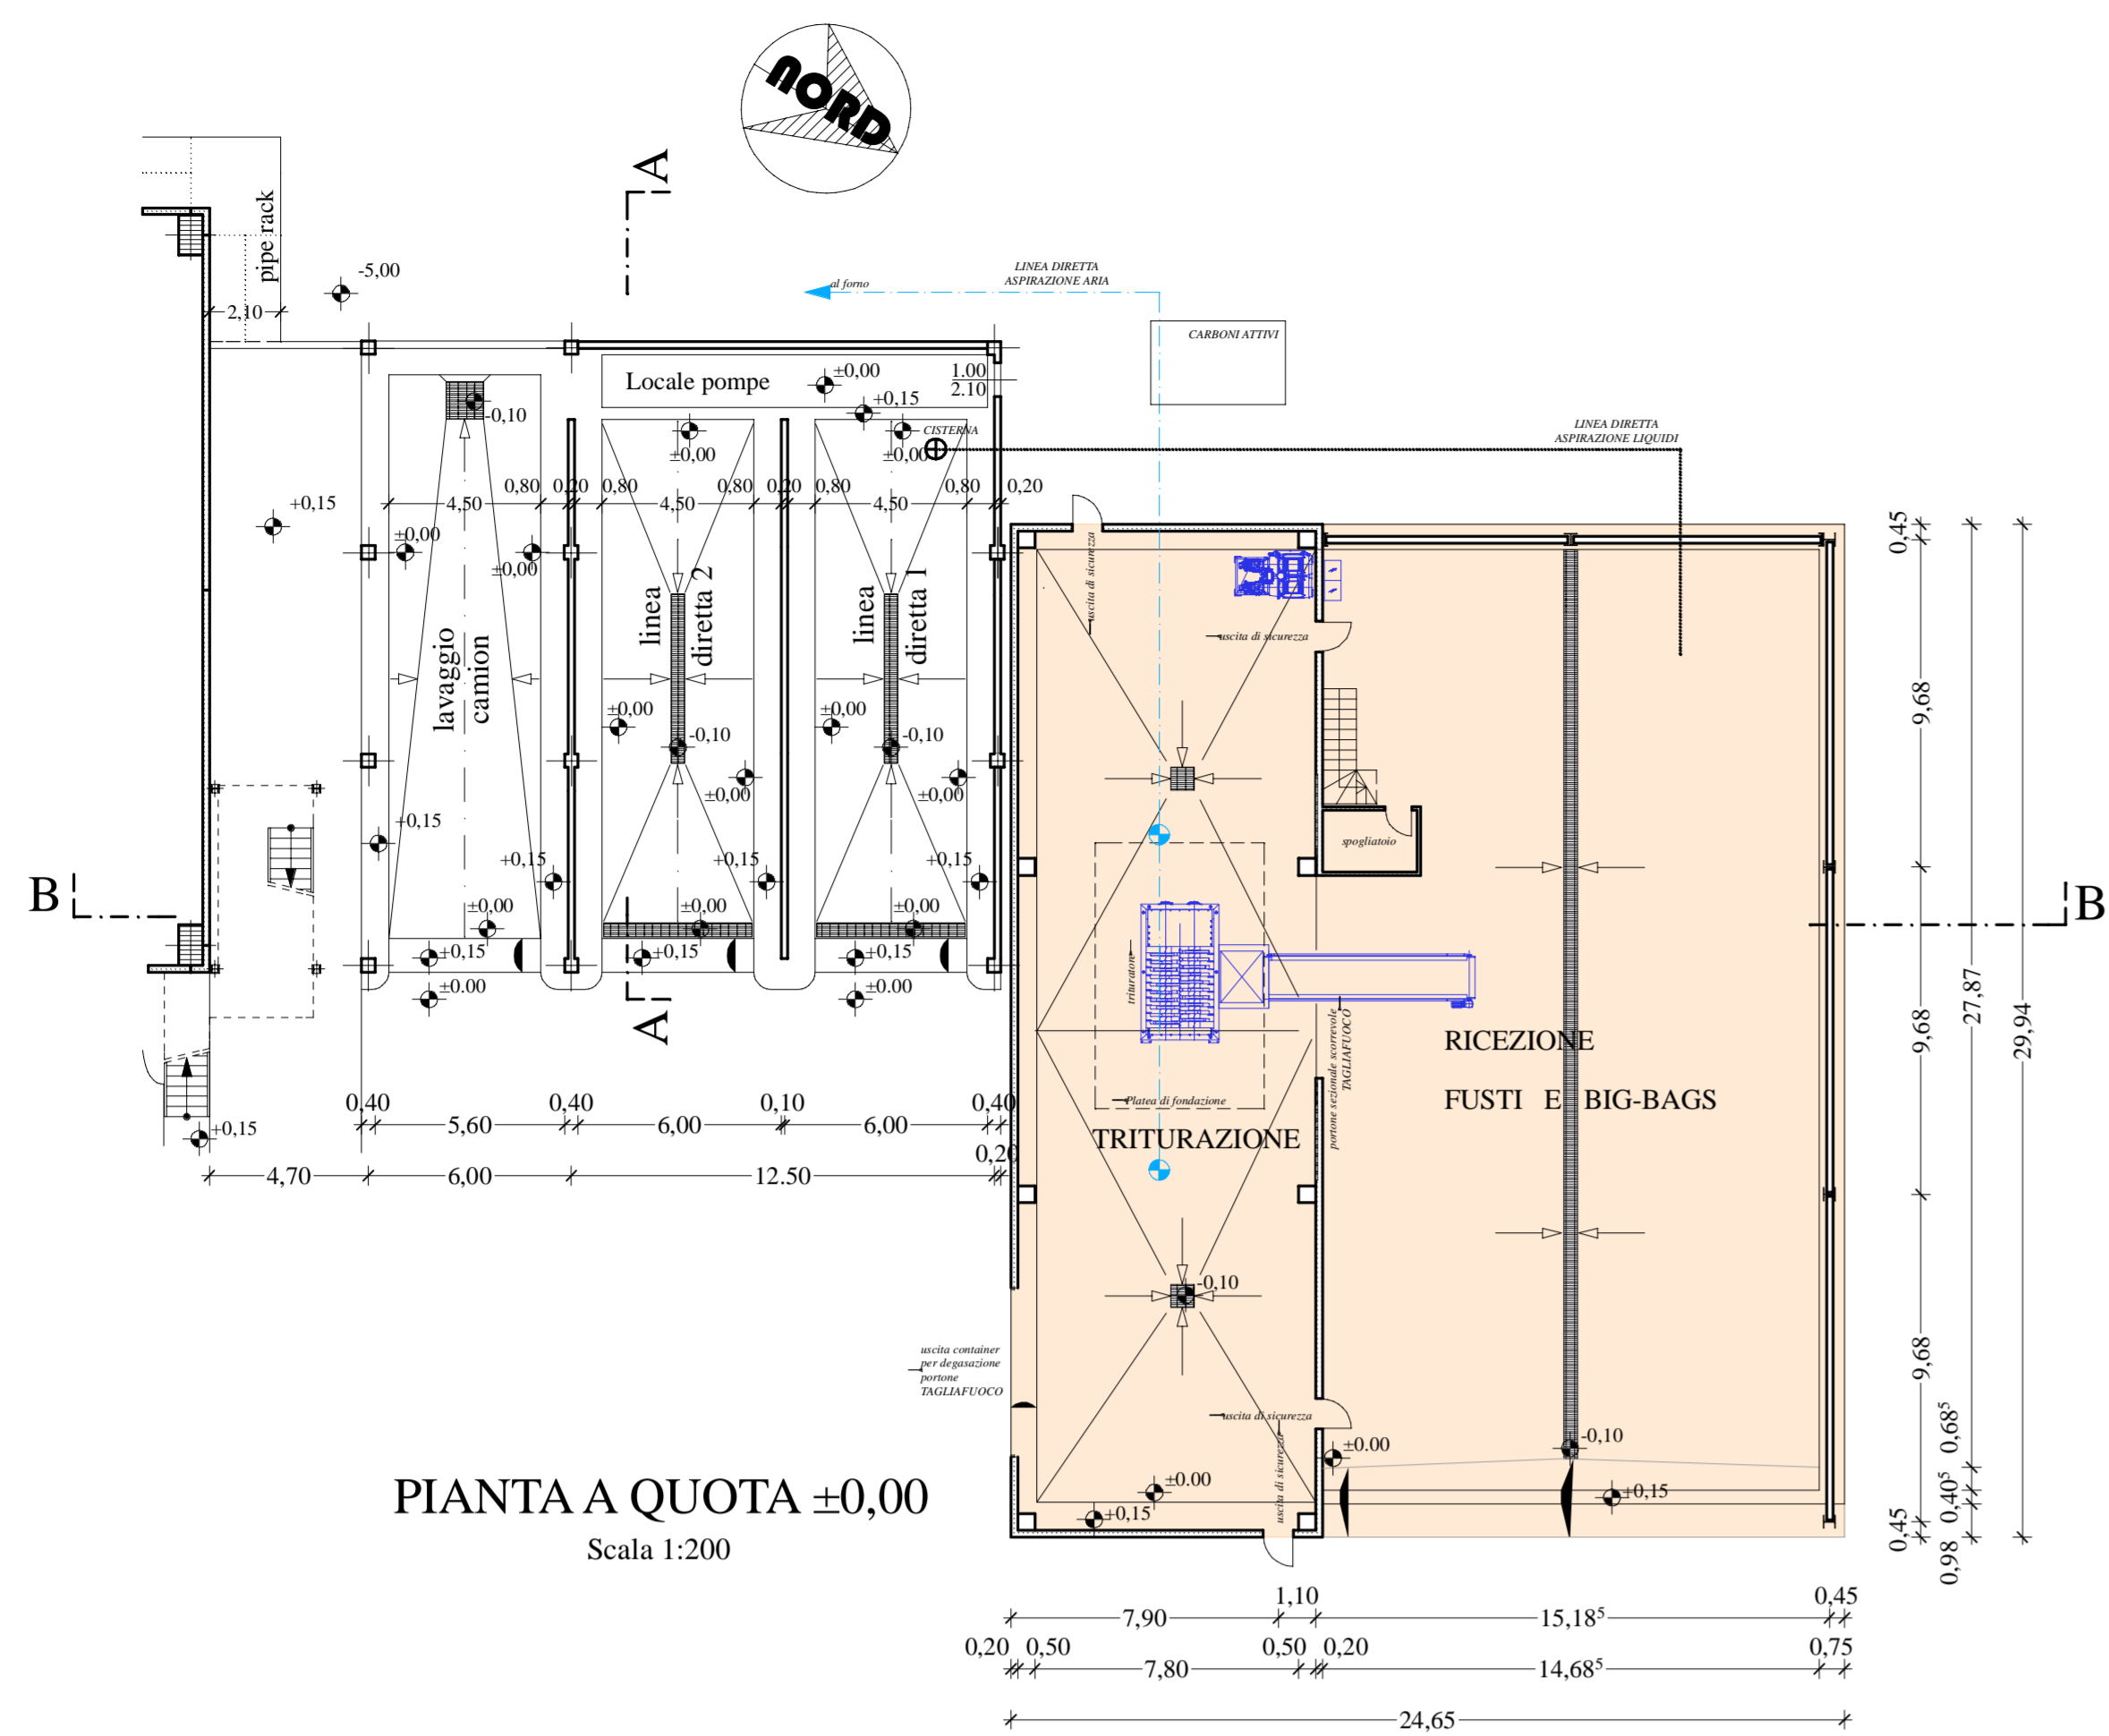 NORD
A
pipe rack
-5,00
2,10
LINEA DIRETTA
ASPIRAZIONE ARIA
al forno
CARBONI ATTIVI
Locale pompe
±0,00
1.00
2.10
-0,10
+0,15
CISTERNA
±0,00
±0,00
LINEA DIRETTA
ASPIRAZIONE LIQUIDI
0,80
0,20
0,80
0,80
0,20
0,80
0,80
0,20
4,50
4,50
4,50
+0,15
±0,00
±0,00
0,45
uscita di sicurezza
uscita di sicurezza
lavaggio
camion
linea
diretta 2
linea
diretta 1
9,68
±0,00
±0,00
-0,10
-0,10
±0,00
±0,00
+0,15
spogliatoio
+0,15
+0,15
+0,15
B
B
±0,00
±0,00
±0,00
+0,15
+0,15
+0,15
±0.00
±0.00
A
trituratore
portone sezionale scorrevole
TAGLIAFUOCO
RICEZIONE
FUSTI E BIG-BAGS
9,68
27,87
29,94
Platea di fondazione
TRITURAZIONE
+0,15
0,40
0,40
0,10
0,40
5,60
6,00
6,00
0,20
4,70
6,00
12.50
-0,10
uscita container
per degasazione
portone
TAGLIAFUOCO
9,68
uscita di sicurezza
uscita di sicurezza
±0.00
-0,10
±0.00
+0,15
+0,15
0,68⁵
0,40⁵
0,45
0,98
PIANTA A QUOTA ±0,00
Scala 1:200
1,10
0,45
7,90
15,18⁵
0,20
0,50
0,50
0,20
0,75
7,80
14,68⁵
24,65